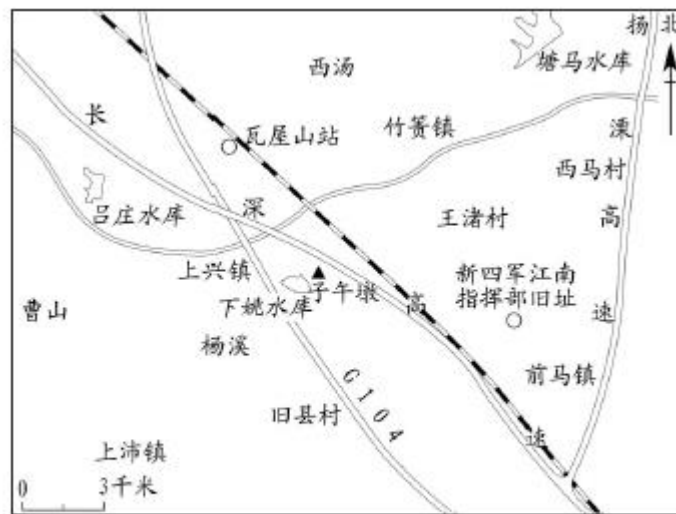 扬
北
塘马水库
西汤
长
竹箦镇
溧
瓦屋山站
西马村
吕庄水库
深
王渚村
高
上兴镇
新四军江南
指挥部旧址
子午墩
曹山
下姚水库
高
速
杨溪
前马镇
G104
旧县村
速
上沛镇
0 3千米